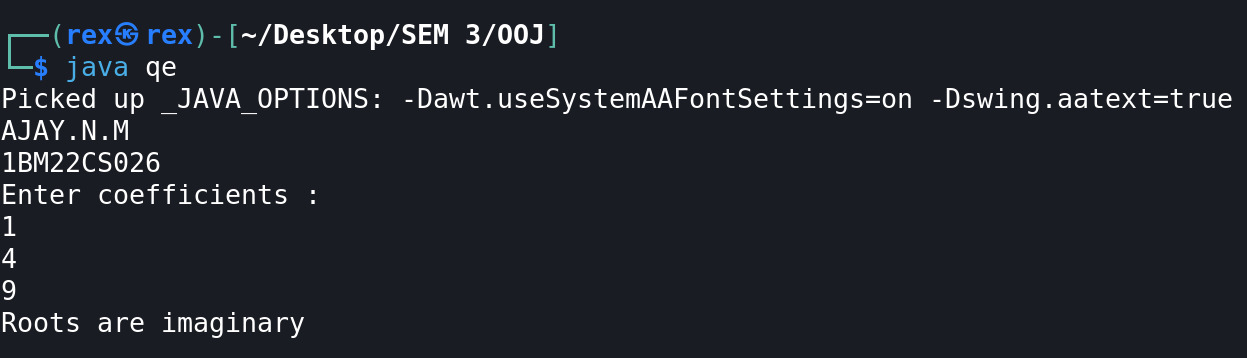 ┌──(rex㉿rex)-[~/Desktop/SEM 3/OOJ]
└─$ java qe
Picked up _JAVA_OPTIONS: -Dawt.useSystemAAFontSettings=on -Dswing.aatext=true
AJAY.N.M
1BM22CS026
Enter coefficients :
1
4
9
Roots are imaginary